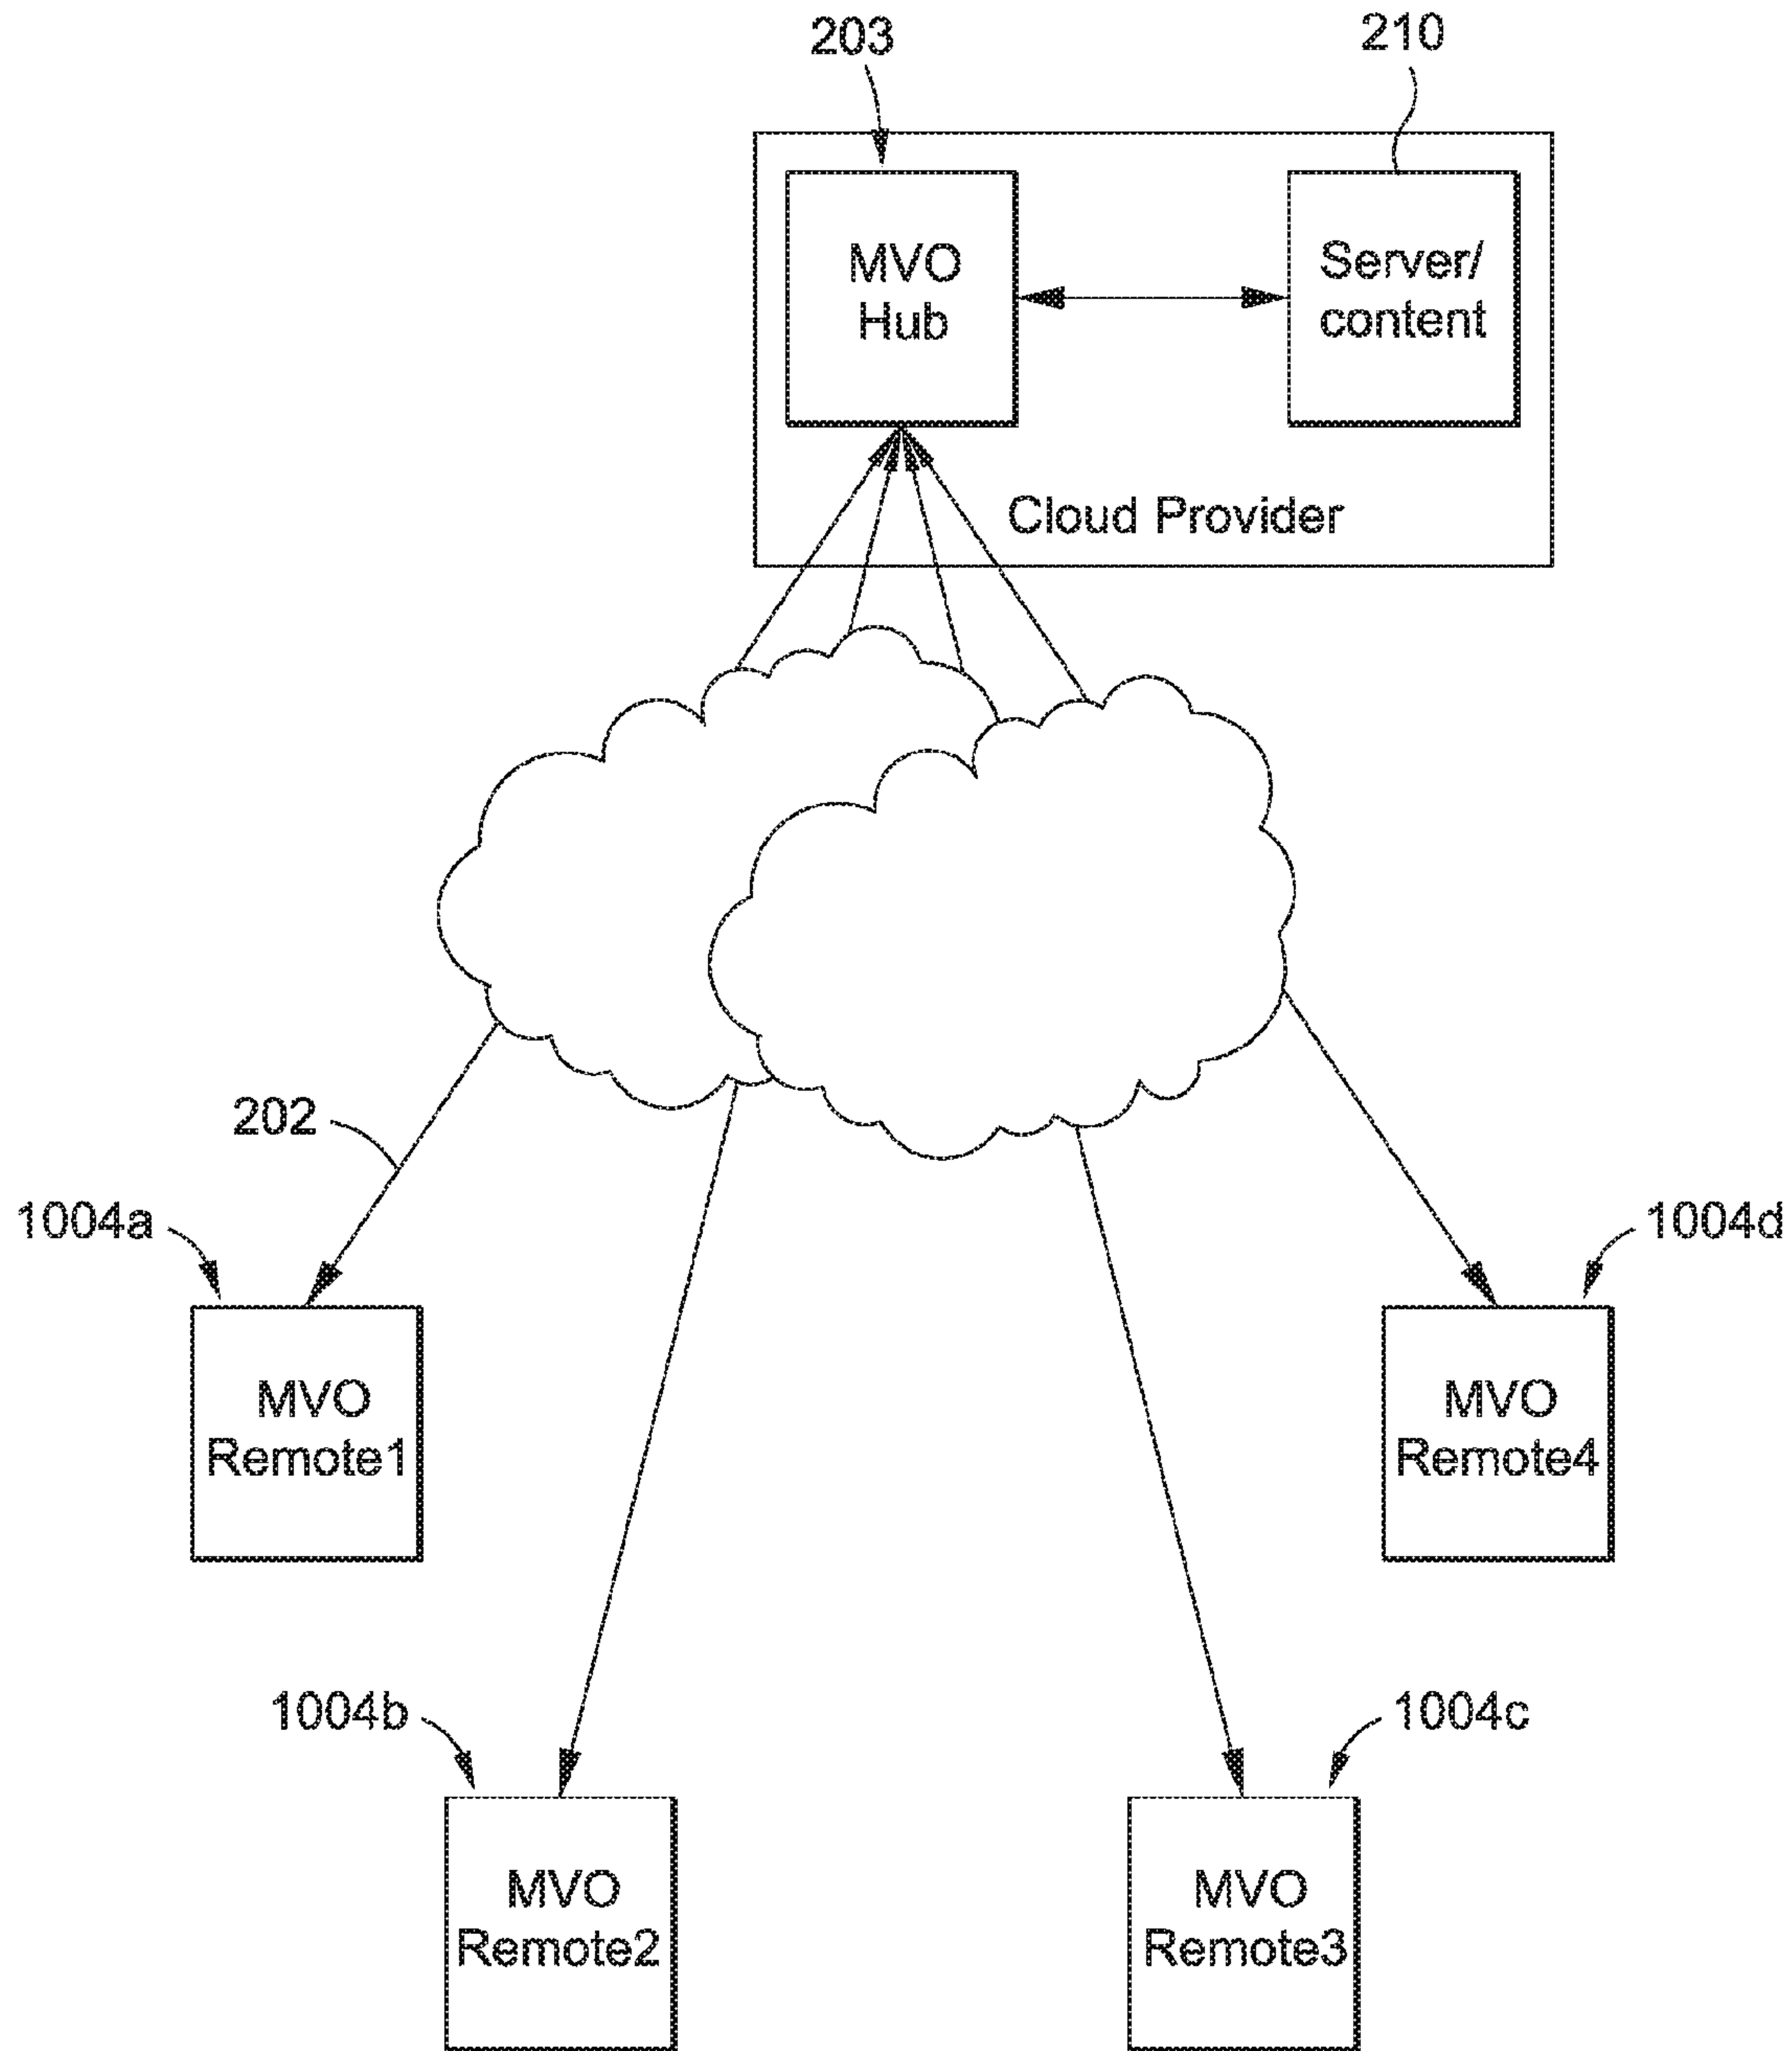 203
210
MVO
Hub
Server/
content
Cloud Provider
202
1004a
1004d
MVO
Remote1
MVO
Remote4
1004b
1004c
MVO
Remote2
MVO
Remote3